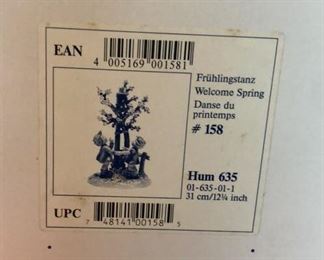 EAN
4 005169 001581
Frühlingstanz
Welcome Spring
Danse du
printemps
# 158
Hum 635
01-635-01-1
31 cm/12¼ inch
UPC
7 48141 00158 5